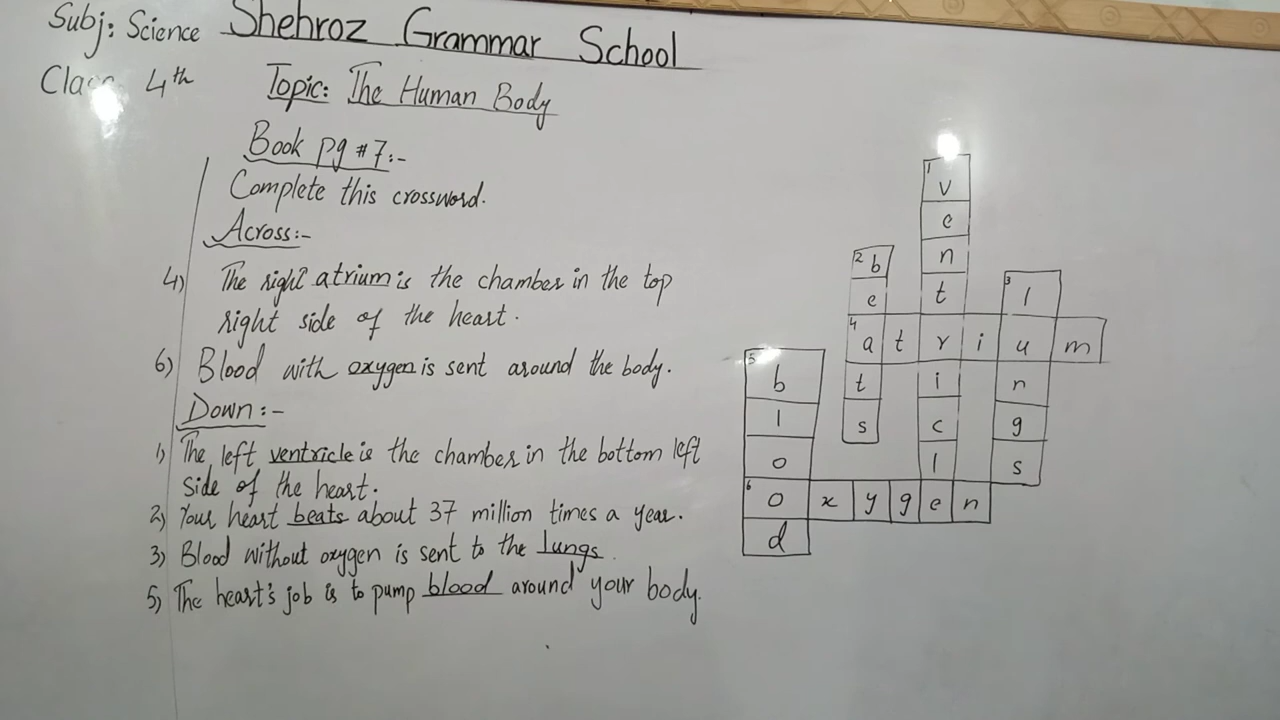 Subj: Science Shehroz Grammar School
Class 4th Topic: The Human Body
Book pg # 7:-
Complete this crossword.
Across:-
4) The right atrium is the chamber in the top
right side of the heart.
6) Blood with oxygen is sent around the body.
Down:-
1) The left ventricle is the chamber in the bottom left
side of the heart.
2) Your heart beats about 37 million times a year.
3) Blood without oxygen is sent to the lungs.
5) The heart's job is to pump blood around your body.
1 v
e
2 b n
e t 3 l
4 a t r i u m
5 b t i n
l s c g
o l s
6 o x y g e n
d